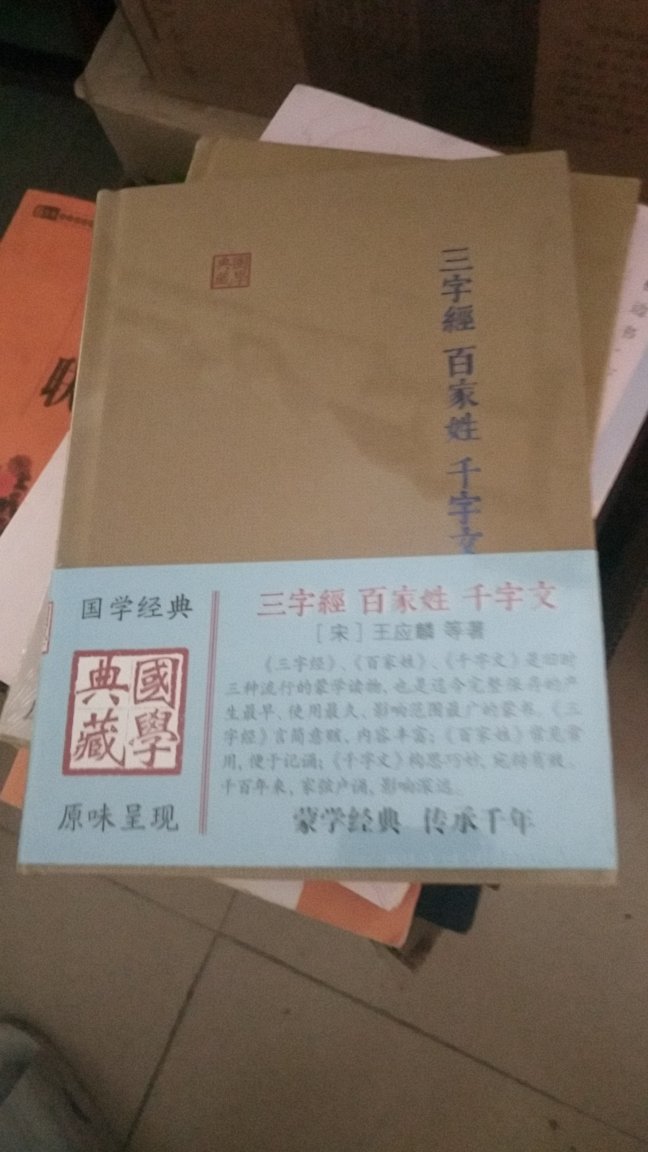 國學典藏
三字經 百家姓 千字文
国学经典
國學典藏
原味呈现
三字經 百家姓 千字文
［宋］王应麟 等著
《三字经》、《百家姓》、《千字文》是旧时
三种流行的蒙学读物，也是迄今完整保存的产
生最早、使用最久、影响范围最广的蒙书。《三
字经》言简意赅、内容丰富；《百家姓》常见常
用，便于记诵；《千字文》构思巧妙、宛转有致。
千百年来，家弦户诵，影响深远。
蒙学经典 传承千年